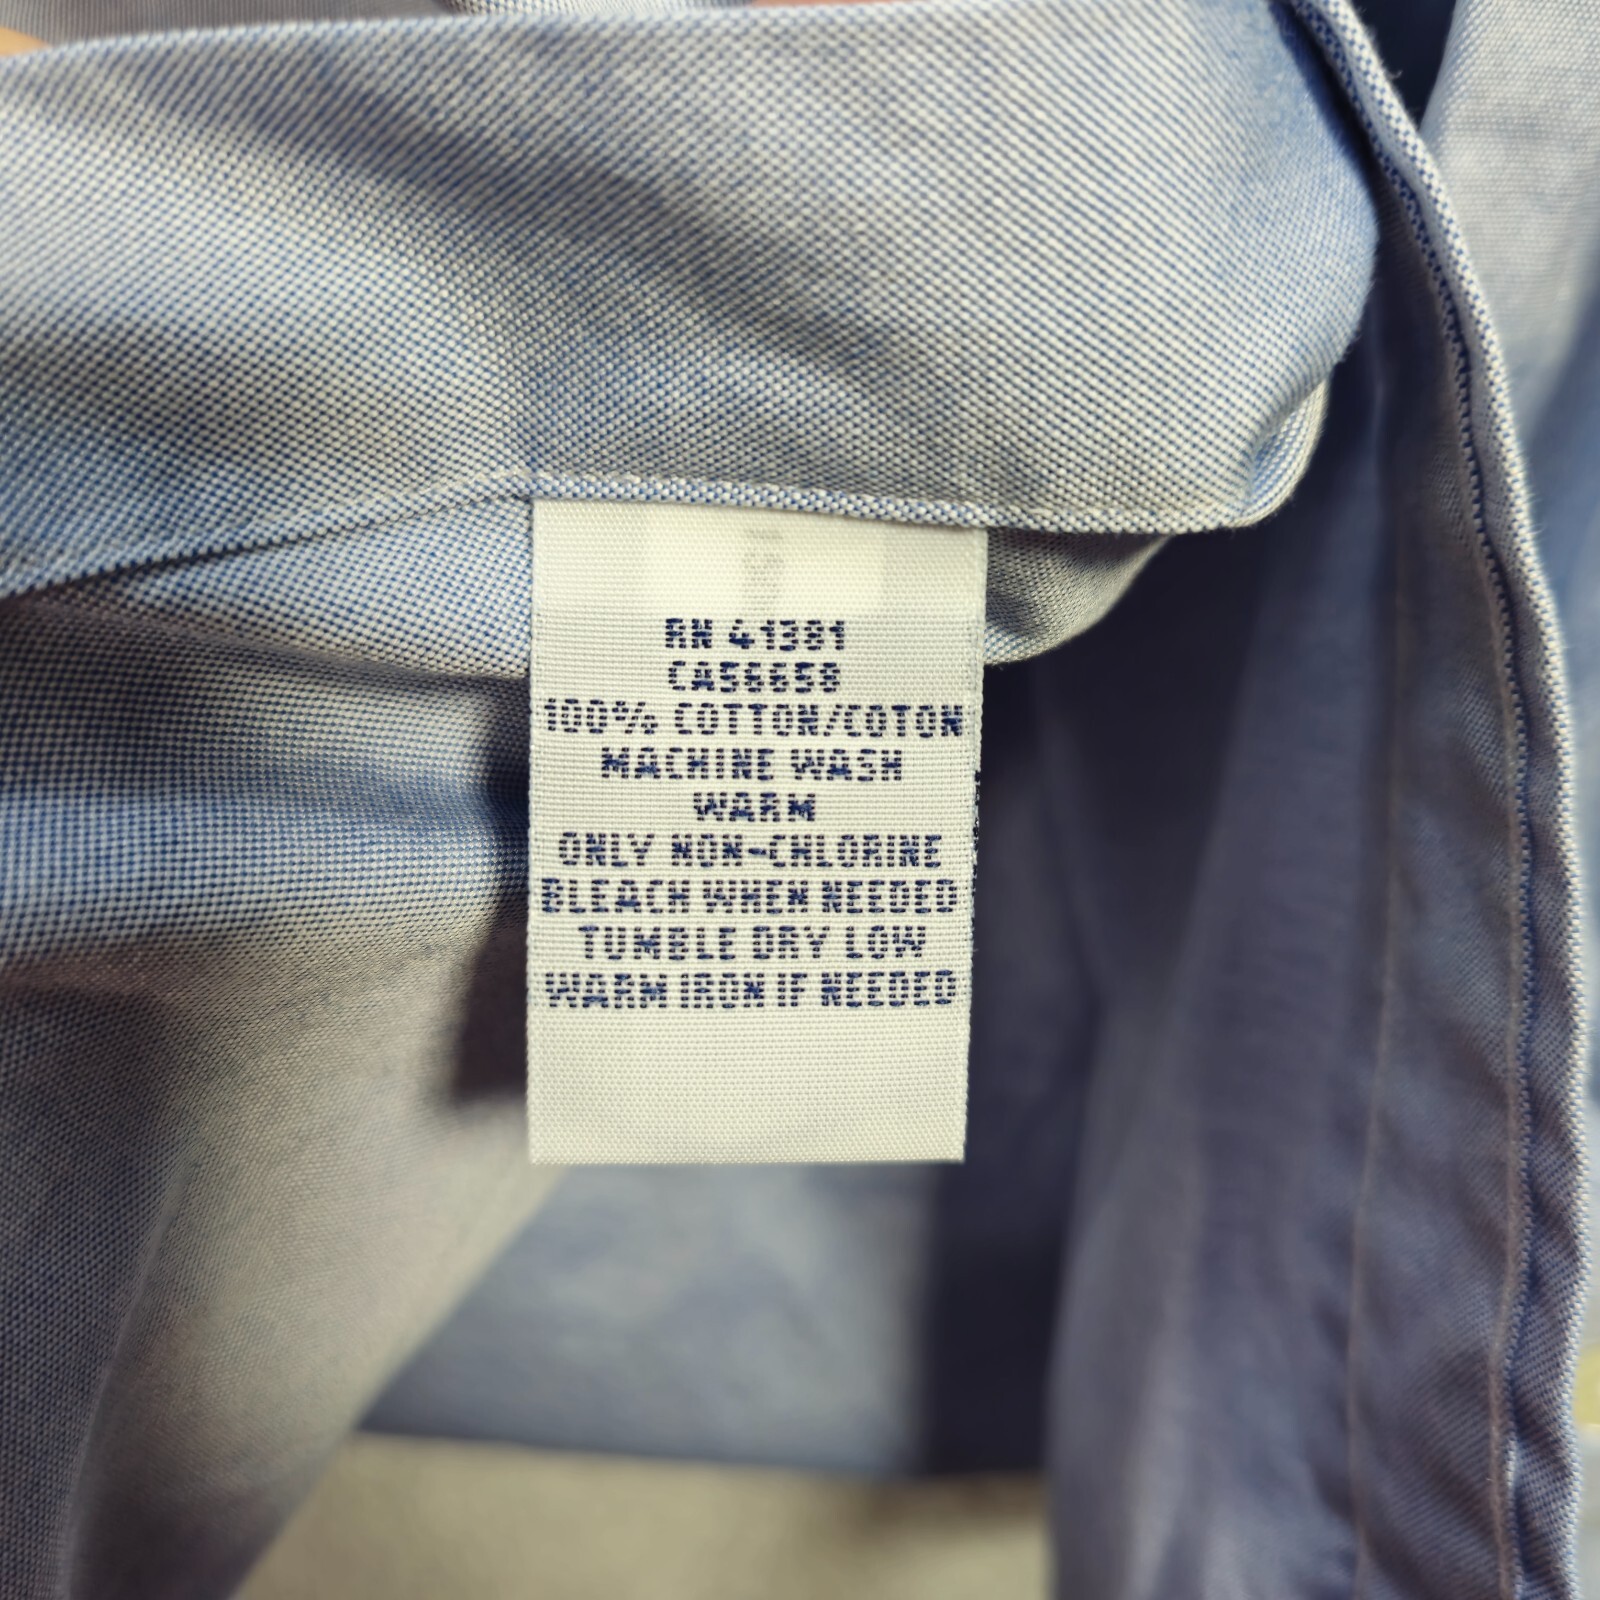 RN 41381
CA56658
100% COTTON/COTON
MACHINE WASH
WARM
ONLY NON-CHLORINE
BLEACH WHEN NEEDED
TUMBLE DRY LOW
WARM IRON IF NEEDED